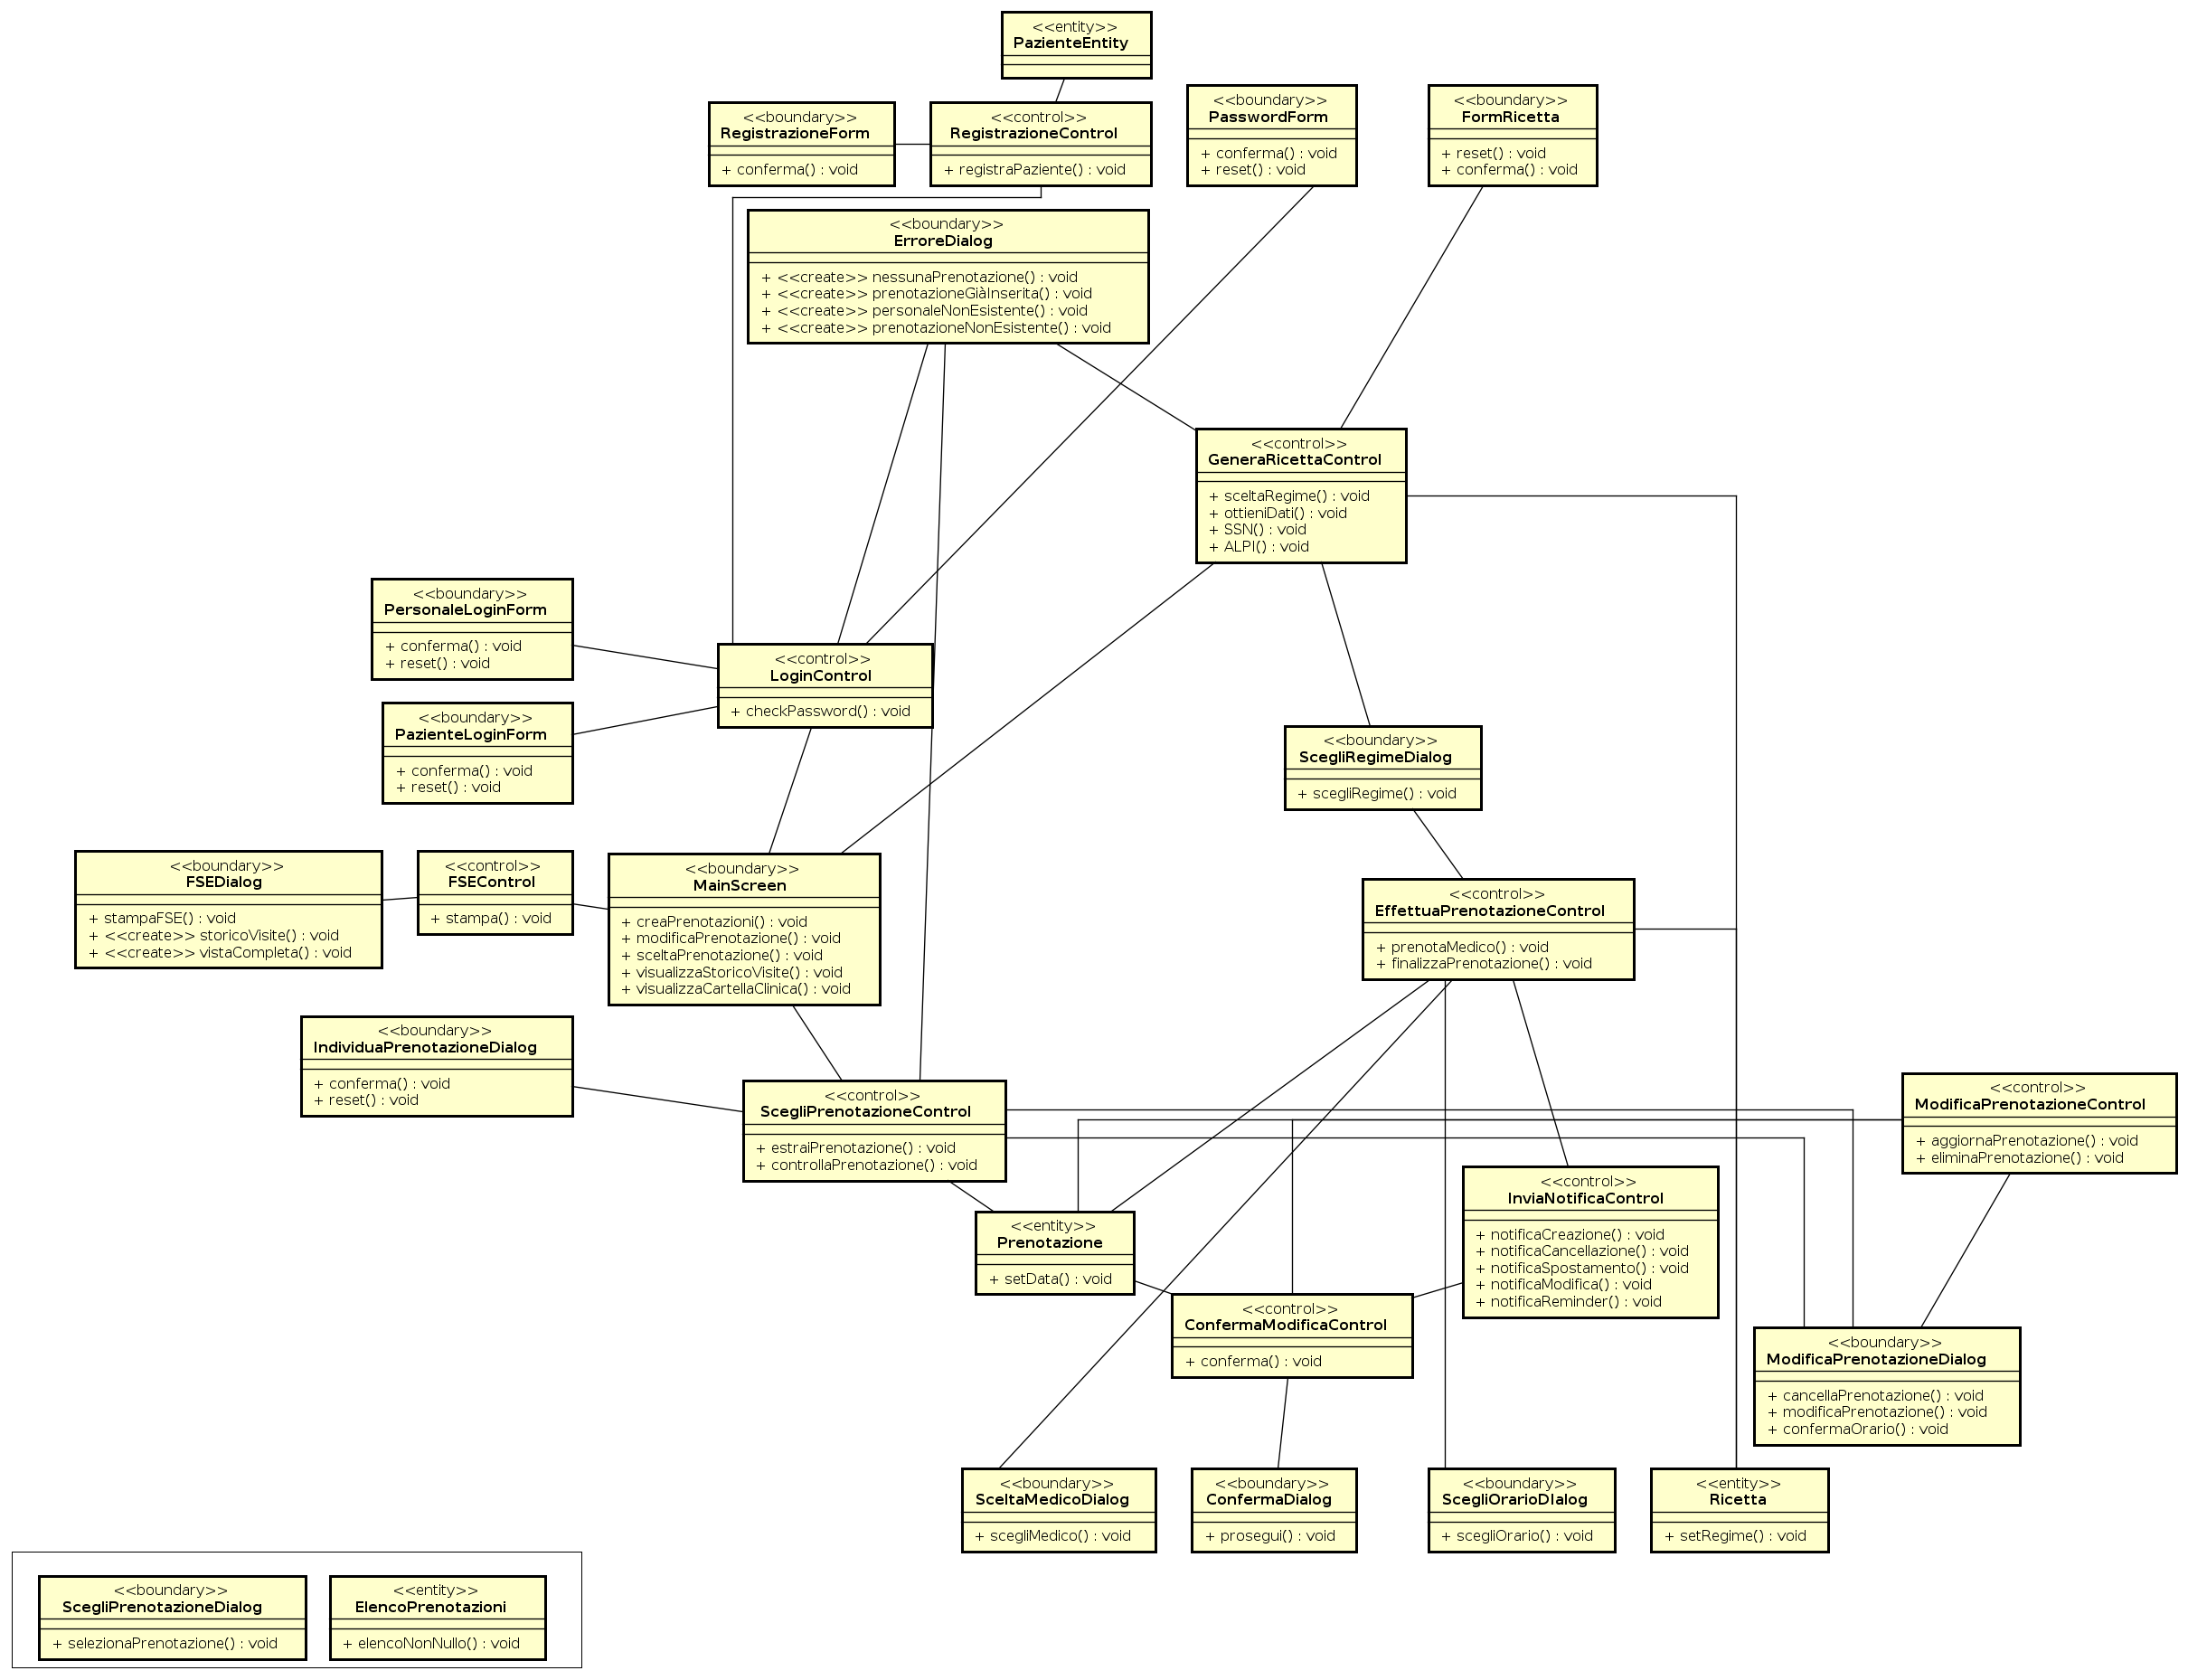 <<entity>>
PazienteEntity
<<boundary>>
RegistrazioneForm
+ conferma() : void
<<control>>
RegistrazioneControl
+ registraPaziente() : void
<<boundary>>
PasswordForm
+ conferma() : void
+ reset() : void
<<boundary>>
FormRicetta
+ reset() : void
+ conferma() : void
<<boundary>>
ErroreDialog
+ <<create>> nessunaPrenotazione() : void
+ <<create>> prenotazioneGiàInserita() : void
+ <<create>> personaleNonEsistente() : void
+ <<create>> prenotazioneNonEsistente() : void
<<control>>
GeneraRicettaControl
+ sceltaRegime() : void
+ ottieniDati() : void
+ SSN() : void
+ ALPI() : void
<<boundary>>
PersonaleLoginForm
+ conferma() : void
+ reset() : void
<<control>>
LoginControl
+ checkPassword() : void
<<boundary>>
PazienteLoginForm
+ conferma() : void
+ reset() : void
<<boundary>>
ScegliRegimeDialog
+ scegliRegime() : void
<<boundary>>
FSEDialog
+ stampaFSE() : void
+ <<create>> storicoVisite() : void
+ <<create>> vistaCompleta() : void
<<control>>
FSEControl
+ stampa() : void
<<boundary>>
MainScreen
+ creaPrenotazioni() : void
+ modificaPrenotazione() : void
+ sceltaPrenotazione() : void
+ visualizzaStoricoVisite() : void
+ visualizzaCartellaClinica() : void
<<control>>
EffettuaPrenotazioneControl
+ prenotaMedico() : void
+ finalizzaPrenotazione() : void
<<boundary>>
IndividuaPrenotazioneDialog
+ conferma() : void
+ reset() : void
<<control>>
ScegliPrenotazioneControl
+ estraiPrenotazione() : void
+ controllaPrenotazione() : void
<<control>>
ModificaPrenotazioneControl
+ aggiornaPrenotazione() : void
+ eliminaPrenotazione() : void
<<control>>
InviaNotificaControl
+ notificaCreazione() : void
+ notificaCancellazione() : void
+ notificaSpostamento() : void
+ notificaModifica() : void
+ notificaReminder() : void
<<entity>>
Prenotazione
+ setData() : void
<<control>>
ConfermaModificaControl
+ conferma() : void
<<boundary>>
ModificaPrenotazioneDialog
+ cancellaPrenotazione() : void
+ modificaPrenotazione() : void
+ confermaOrario() : void
<<boundary>>
SceltaMedicoDialog
+ scegliMedico() : void
<<boundary>>
ConfermaDialog
+ prosegui() : void
<<boundary>>
ScegliOrarioDIalog
+ scegliOrario() : void
<<entity>>
Ricetta
+ setRegime() : void
<<boundary>>
ScegliPrenotazioneDialog
+ selezionaPrenotazione() : void
<<entity>>
ElencoPrenotazioni
+ elencoNonNullo() : void